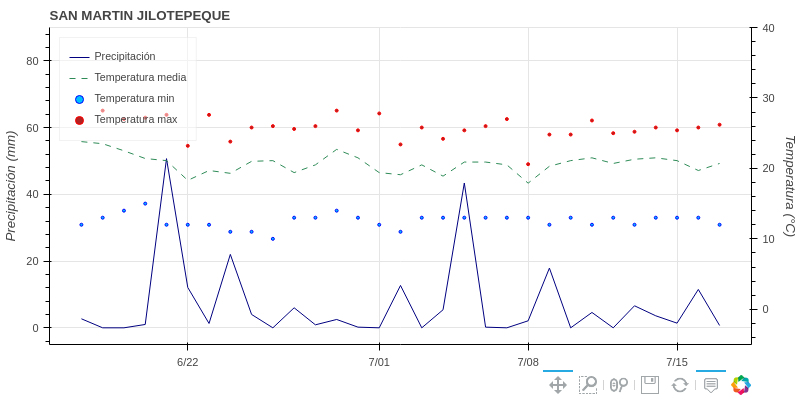 SAN MARTIN JILOTEPEQUE
Precipitación
Temperatura media
Temperatura min
Temperatura max
Precipitación (mm)
80
60
40
20
0
Temperatura (°C)
40
30
20
10
0
6/22
7/01
7/08
7/15